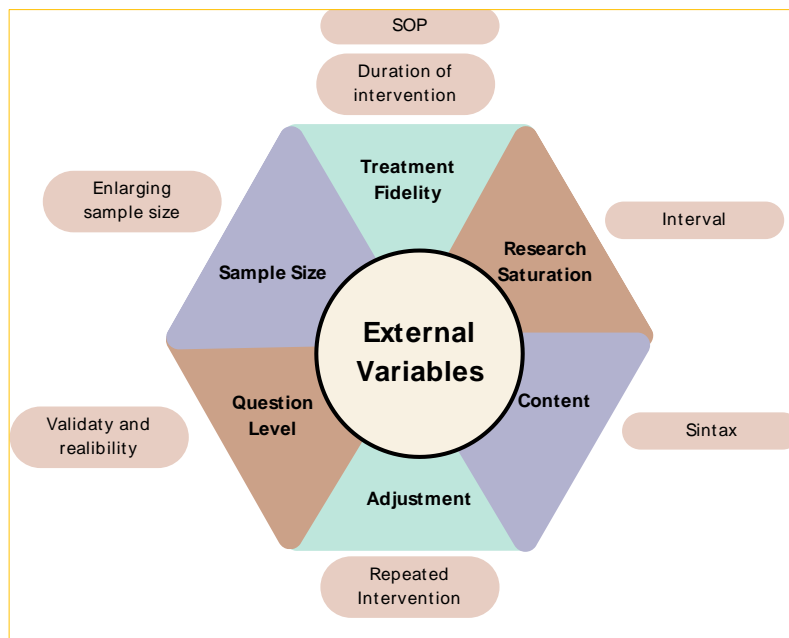 SOP
Duration of
intervention
Treatment
Fidelity
Enlarging
sample size
Interval
Research
Saturation
Sample Size
External
Variables
Question
Level
Content
Validaty and
realibility
Sintax
Adjustment
Repeated
Intervention